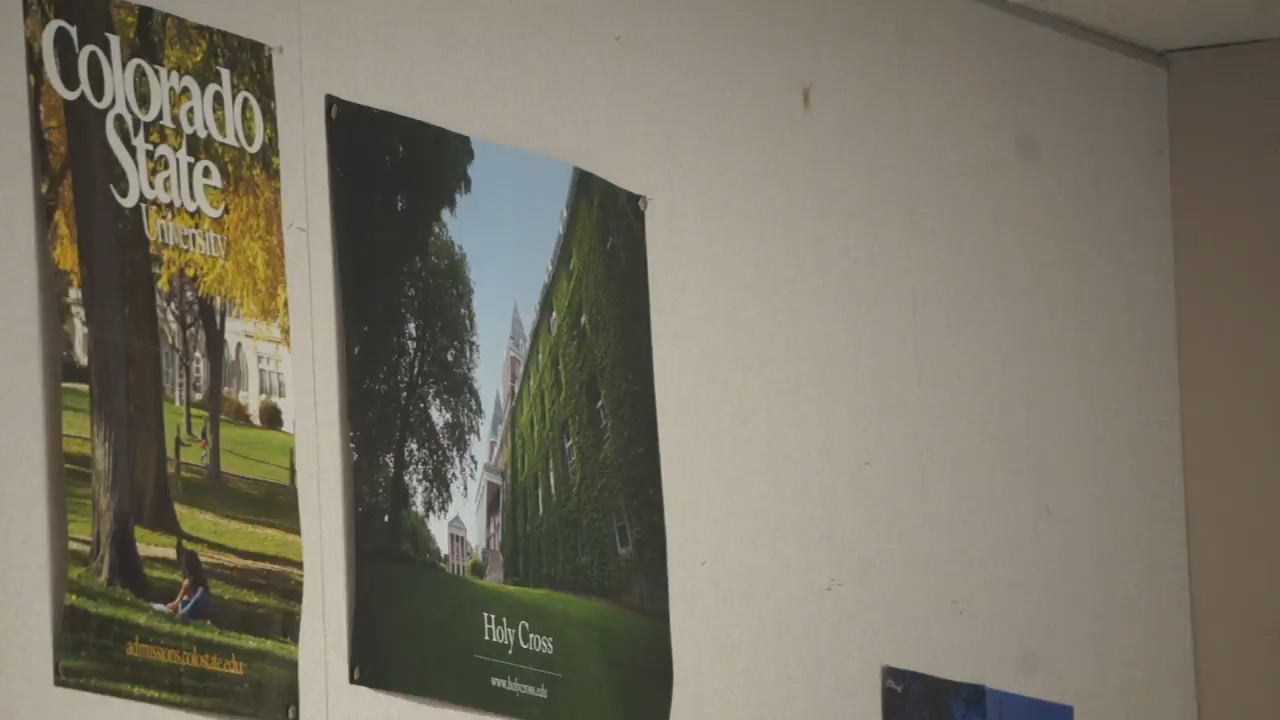 Colorado
State
University
admissions.colostate.edu
Holy Cross
www.holycross.edu